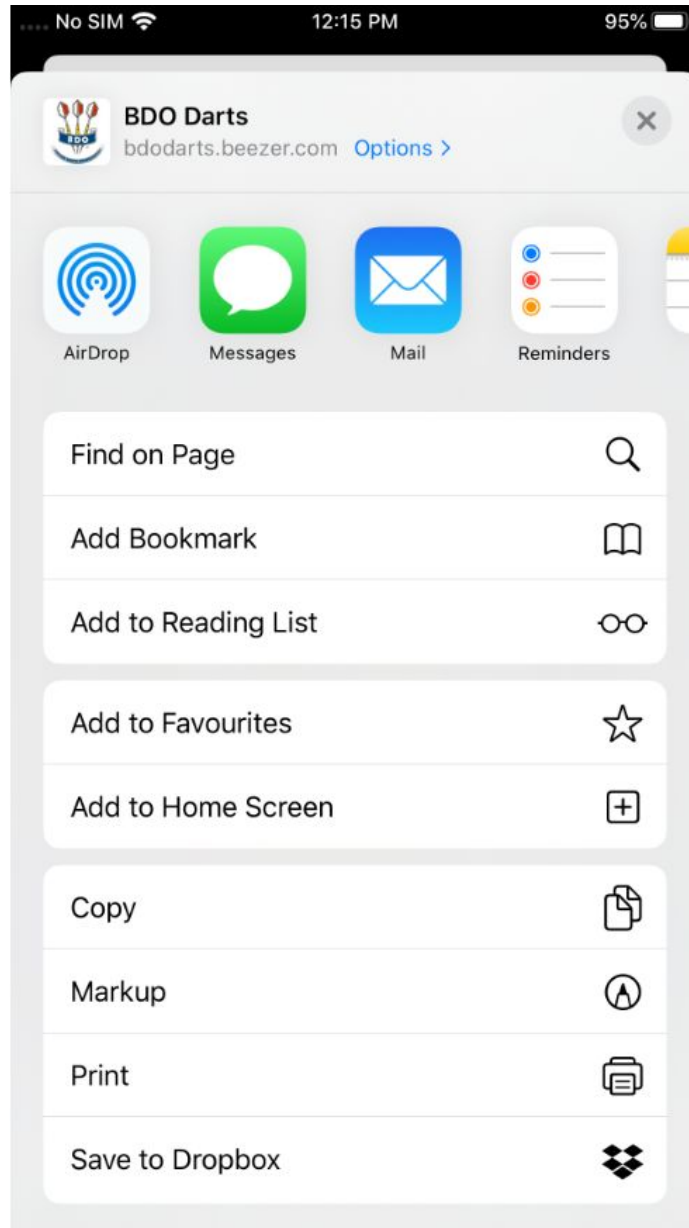 No SIM 12:15 PM 95%
BDO Darts
BDO
bdodarts.beezer.com Options >
AirDrop Messages Mail Reminders
Find on Page
Add Bookmark
Add to Reading List
Add to Favourites
Add to Home Screen
Copy
Markup
Print
Save to Dropbox